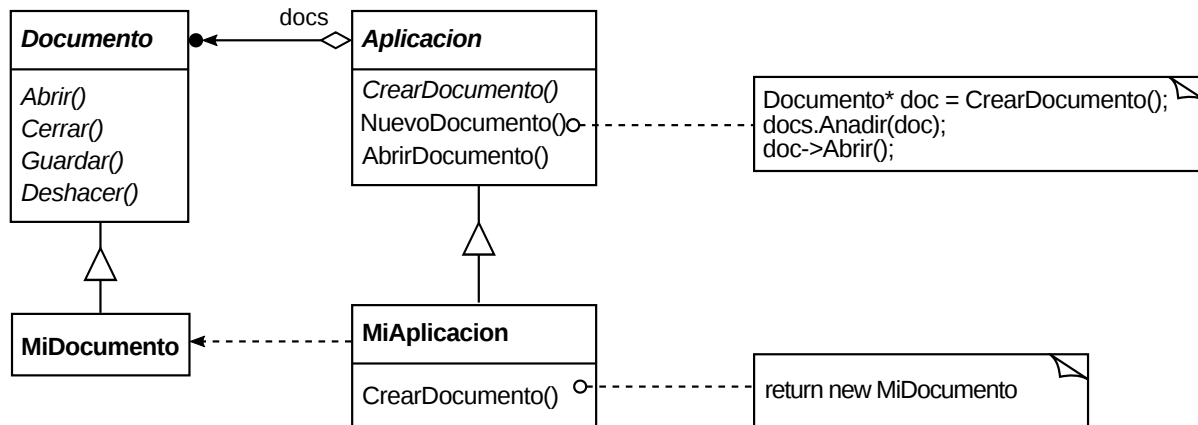 docs
Documento
Abrir()
Cerrar()
Guardar()
Deshacer()
Aplicacion
CrearDocumento()
NuevoDocumento()
AbrirDocumento()
Documento* doc = CrearDocumento();
docs.Anadir(doc);
doc->Abrir();
MiDocumento
MiAplicacion
CrearDocumento()
return new MiDocumento